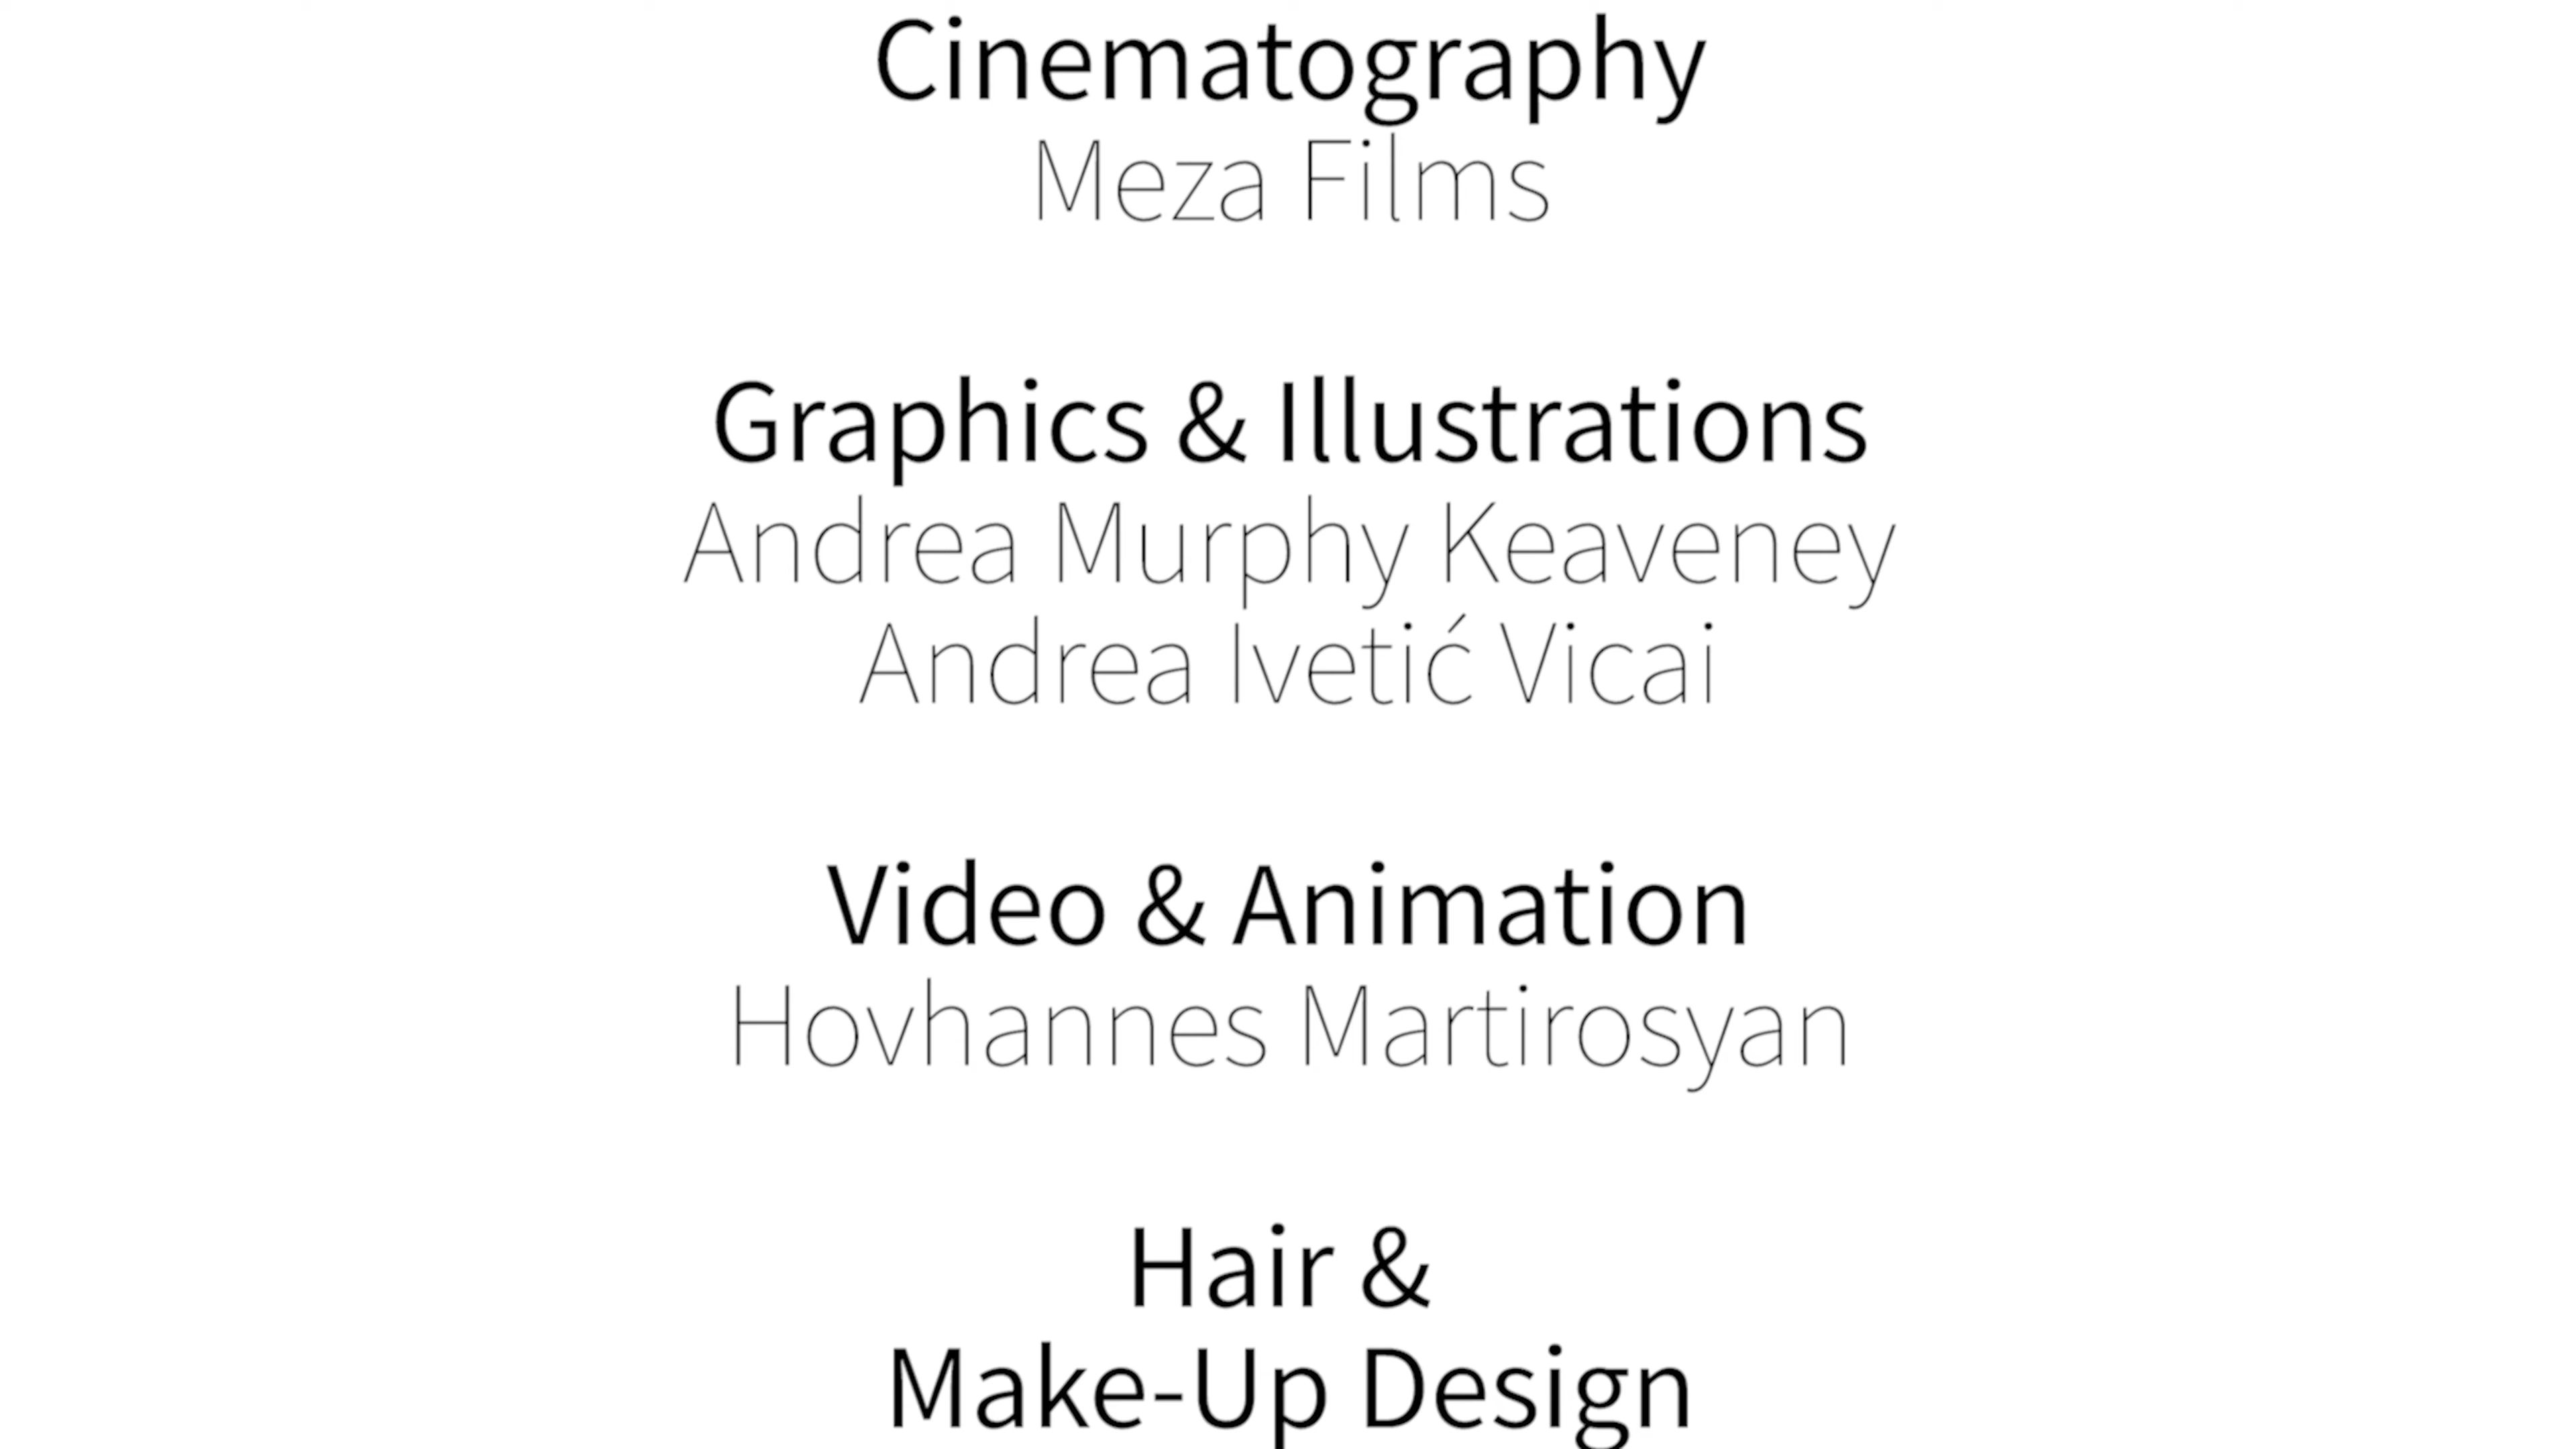 Cinematography
Meza Films
Graphics & Illustrations
Andrea Murphy Keaveney
Andrea Ivetić Vicai
Video & Animation
Hovhannes Martirosyan
Hair &
Make-Up Design